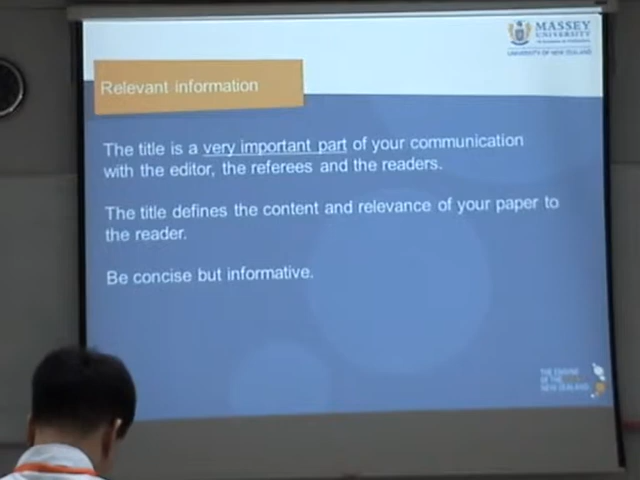 MASSEY
UNIVERSITY
UNIVERSITY OF NEW ZEALAND
Relevant information
The title is a very important part of your communication
with the editor, the referees and the readers.
The title defines the content and relevance of your paper to
the reader.
Be concise but informative.
THE ENGINE
OF THE
NEW ZEALAND